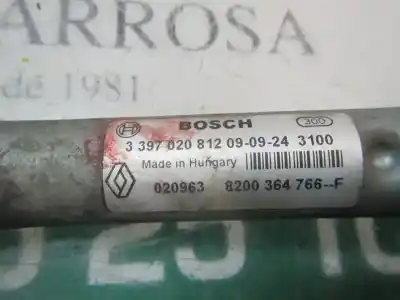 ARROSA
de 1981
BOSCH 300
3 397 020 812 09-09-24 3100
Made in Hungary
020963 8200 364 766--F